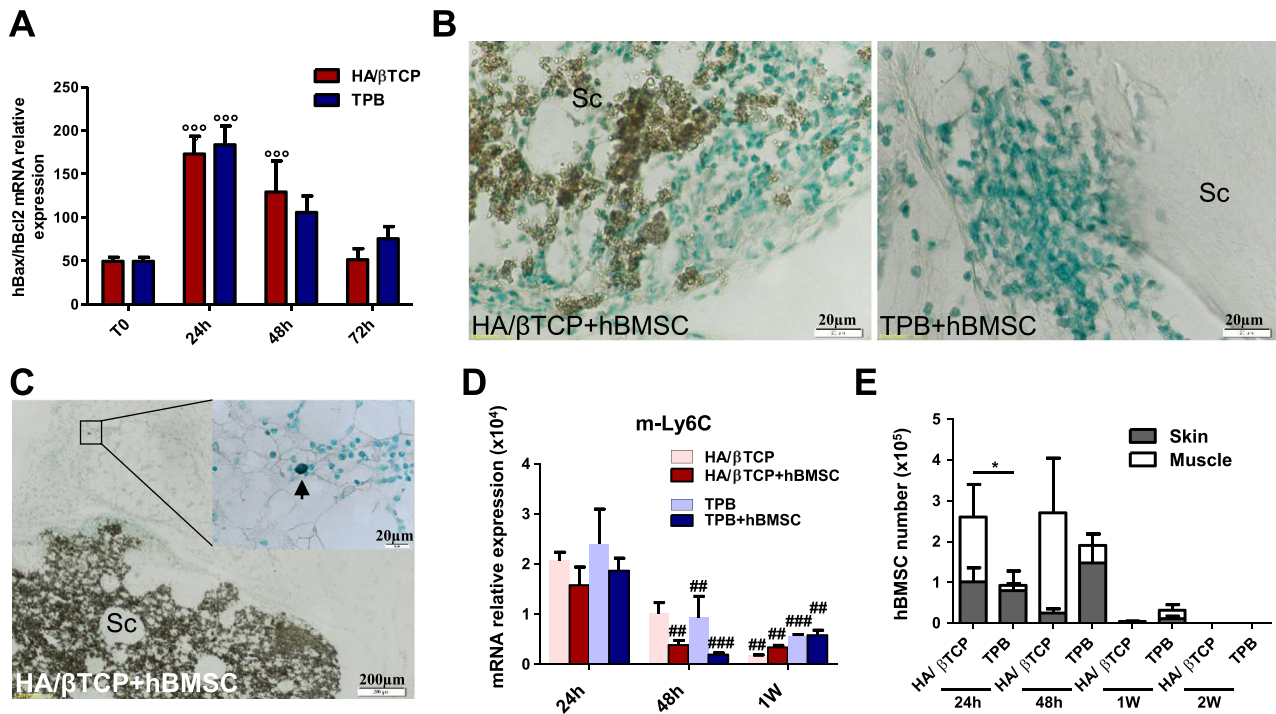 A
hBax/hBcl2 mRNA relative
expression
250
200
150
100
50
0
HA/βTCP
TPB
°°°
°°°
°°°
T0
24h
48h
72h
B
Sc
HA/βTCP+hBMSC
20µm
Sc
TPB+hBMSC
20µm
C
20µm
Sc
HA/βTCP+hBMSC
200µm
200 µm
D
mRNA relative expression (x10⁴)
m-Ly6C
HA/βTCP
HA/βTCP+hBMSC
TPB
TPB+hBMSC
4
3
2
1
0
##
##
###
##
##
###
##
24h
48h
1W
E
hBMSC number (x10⁵)
5
4
3
2
1
0
Skin
Muscle
*
HA/ βTCP
TPB
HA/ βTCP
TPB
HA/ βTCP
TPB
HA/ βTCP
TPB
24h
48h
1W
2W